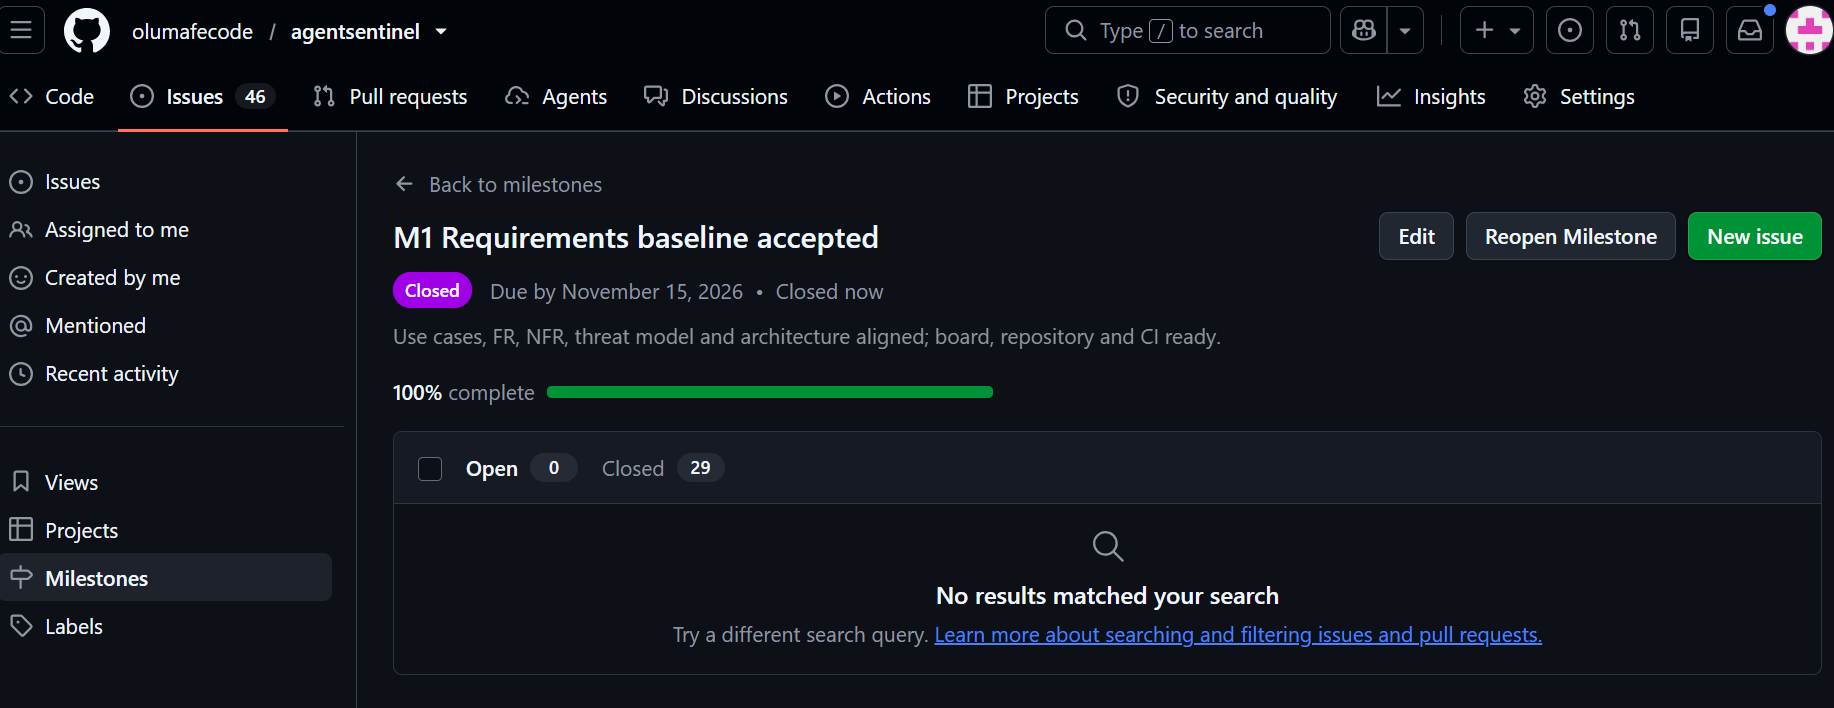 olumafecode / agentsentinel
Type / to search
Code
Issues 46
Pull requests
Agents
Discussions
Actions
Projects
Security and quality
Insights
Settings
Issues
Assigned to me
Created by me
Mentioned
Recent activity
Views
Projects
Milestones
Labels
Back to milestones
M1 Requirements baseline accepted
Edit
Reopen Milestone
New issue
Closed
Due by November 15, 2026 • Closed now
Use cases, FR, NFR, threat model and architecture aligned; board, repository and CI ready.
100% complete
Open 0
Closed 29
No results matched your search
Try a different search query. Learn more about searching and filtering issues and pull requests.